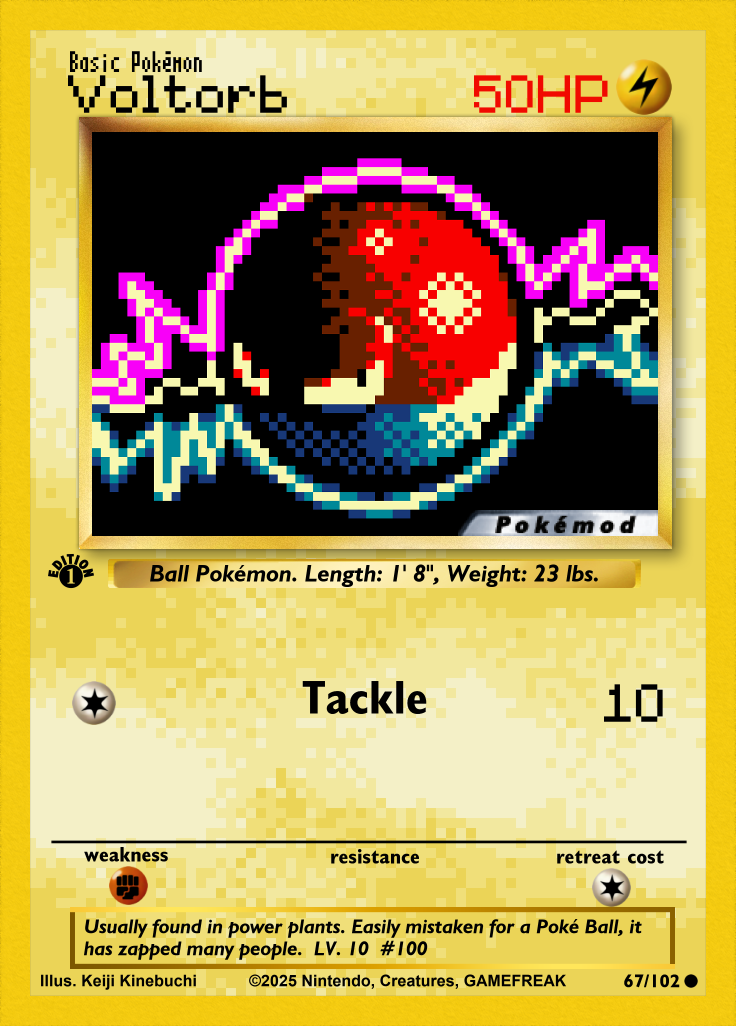 Basic Pokémon
Voltorb 50HP
Pokémod
EDITION
1
Ball Pokémon. Length: 1' 8", Weight: 23 lbs.
Tackle 10
weakness resistance retreat cost
Usually found in power plants. Easily mistaken for a Poké Ball, it
has zapped many people. LV. 10 #100
Illus. Keiji Kinebuchi ©2025 Nintendo, Creatures, GAMEFREAK 67/102